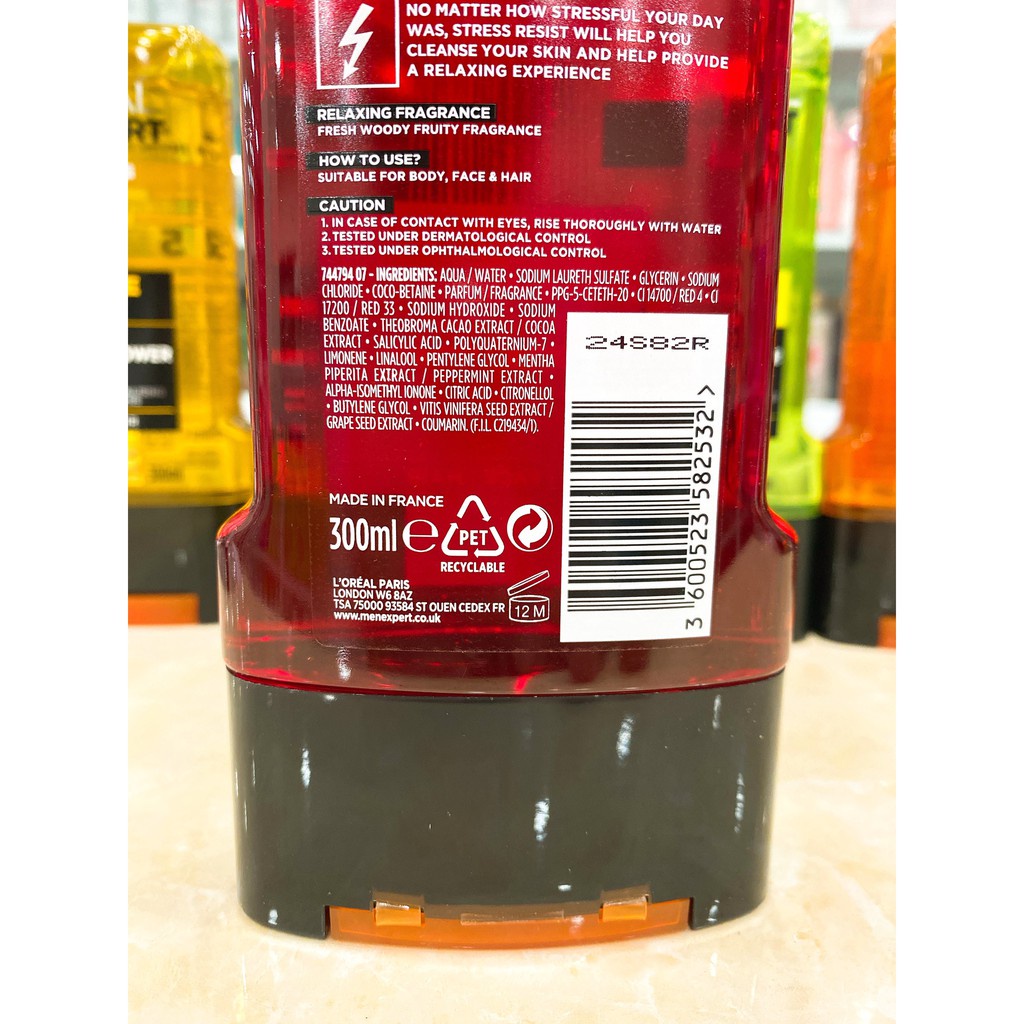 NO MATTER HOW STRESSFUL YOUR DAY
WAS, STRESS RESIST WILL HELP YOU
CLEANSE YOUR SKIN AND HELP PROVIDE
A RELAXING EXPERIENCE
RELAXING FRAGRANCE
FRESH WOODY FRUITY FRAGRANCE
HOW TO USE?
SUITABLE FOR BODY, FACE & HAIR
CAUTION
1. IN CASE OF CONTACT WITH EYES, RISE THOROUGHLY WITH WATER
2. TESTED UNDER DERMATOLOGICAL CONTROL
3. TESTED UNDER OPHTHALMOLOGICAL CONTROL
744794 07 - INGREDIENTS: AQUA / WATER • SODIUM LAURETH SULFATE • GLYCERIN • SODIUM
CHLORIDE • COCO-BETAINE • PARFUM / FRAGRANCE • PPG-5-CETETH-20 • CI 14700 / RED 4 • CI
17200 / RED 33 • SODIUM HYDROXIDE • SODIUM
BENZOATE • THEOBROMA CACAO EXTRACT / COCOA
EXTRACT • SALICYLIC ACID • POLYQUATERNIUM-7 •
LIMONENE • LINALOOL • PENTYLENE GLYCOL • MENTHA
PIPERITA EXTRACT / PEPPERMINT EXTRACT •
ALPHA-ISOMETHYL IONONE • CITRIC ACID • CITRONELLOL
• BUTYLENE GLYCOL • VITIS VINIFERA SEED EXTRACT /
GRAPE SEED EXTRACT • COUMARIN. (F.I.L. C219434/1).
24S82R
3 600523 582532 >
MADE IN FRANCE
300ml e
PET
RECYCLABLE
L'ORÉAL PARIS
LONDON W6 8AZ
TSA 75000 93584 ST OUEN CEDEX FR
www.menexpert.co.uk
12 M
OWER